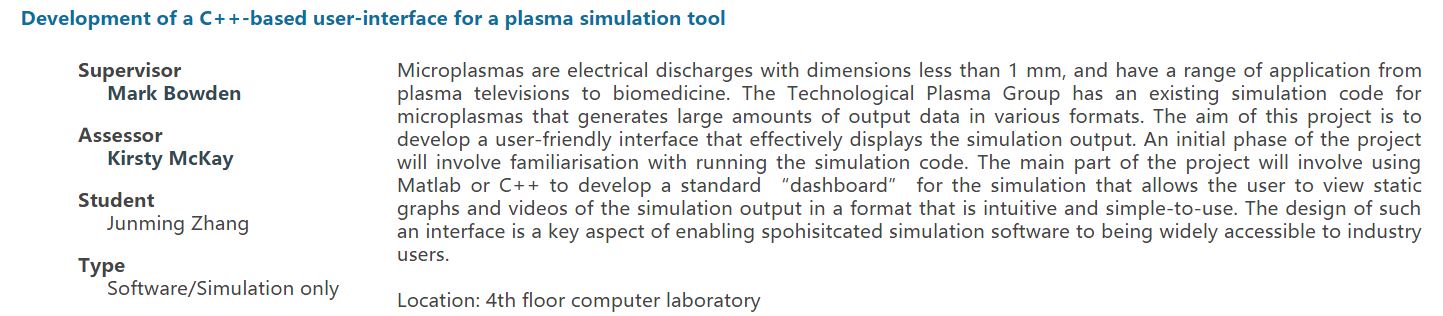 Development of a C++-based user-interface for a plasma simulation tool
Supervisor
Mark Bowden
Assessor
Kirsty McKay
Student
Junming Zhang
Type
Software/Simulation only
Microplasmas are electrical discharges with dimensions less than 1 mm, and have a range of application from
plasma televisions to biomedicine. The Technological Plasma Group has an existing simulation code for
microplasmas that generates large amounts of output data in various formats. The aim of this project is to
develop a user-friendly interface that effectively displays the simulation output. An initial phase of the project
will involve familiarisation with running the simulation code. The main part of the project will involve using
Matlab or C++ to develop a standard “dashboard” for the simulation that allows the user to view static
graphs and videos of the simulation output in a format that is intuitive and simple-to-use. The design of such
an interface is a key aspect of enabling spohisitcated simulation software to being widely accessible to industry
users.
Location: 4th floor computer laboratory